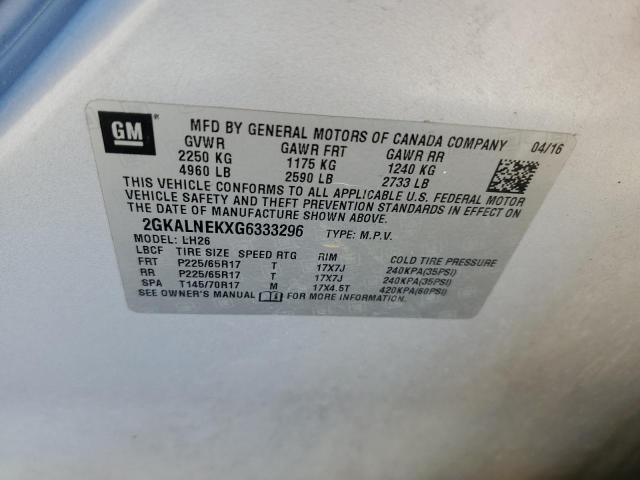 GM ®
MFD BY GENERAL MOTORS OF CANADA COMPANY 04/16
GVWR GAWR FRT GAWR RR
2250 KG 1175 KG 1240 KG
4960 LB 2590 LB 2733 LB
THIS VEHICLE CONFORMS TO ALL APPLICABLE U.S. FEDERAL MOTOR
VEHICLE SAFETY AND THEFT PREVENTION STANDARDS IN EFFECT ON
THE DATE OF MANUFACTURE SHOWN ABOVE.
2GKALNEKXG6333296 TYPE: M.P.V.
MODEL: LH26
LBCF TIRE SIZE SPEED RTG RIM COLD TIRE PRESSURE
FRT P225/65R17 T 17X7J 240KPA(35PSI)
RR P225/65R17 T 17X7J 240KPA(35PSI)
SPA T145/70R17 M 17X4.5T 420KPA(60PSI)
SEE OWNER'S MANUAL FOR MORE INFORMATION